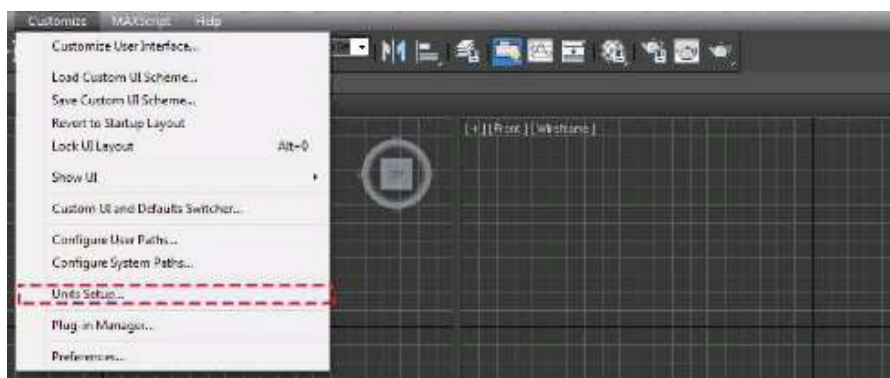 Customize MAXScript Help
Customize User Interface...
Load Custom UI Scheme...
Save Custom UI Scheme...
Revert to Startup Layout
Lock UI Layout Alt+0
Show UI
Custom UI and Defaults Switcher...
Configure User Paths...
Configure System Paths...
Units Setup...
Plug-in Manager...
Preferences...
[+][Front][Wireframe]